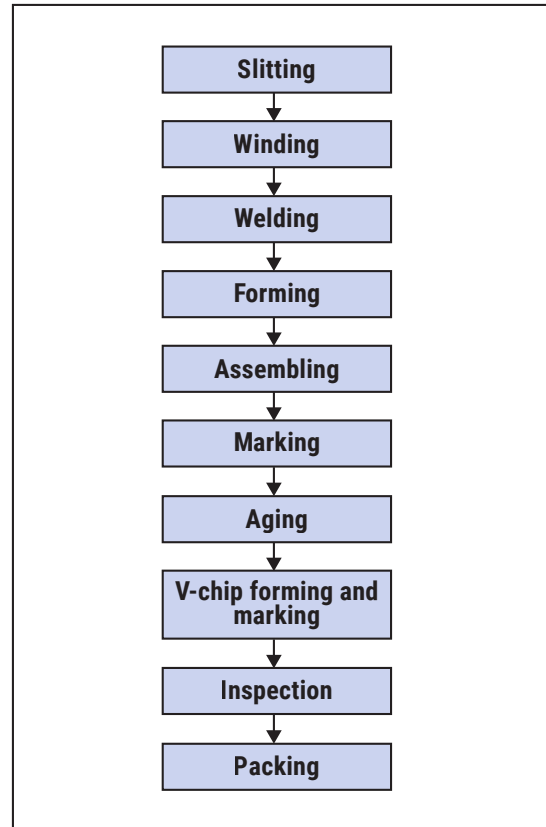 Slitting
Winding
Welding
Forming
Assembling
Marking
Aging
V-chip forming and
marking
Inspection
Packing